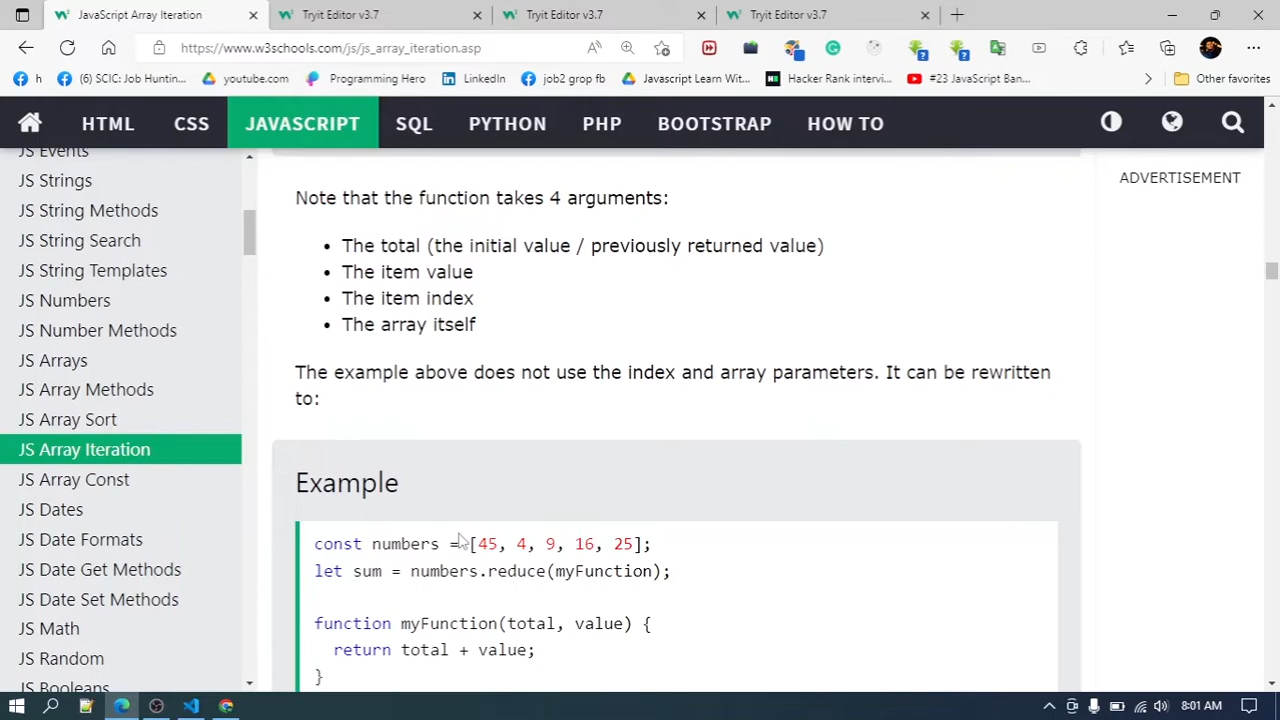 JavaScript Array Iteration
Tryit Editor v3.7
Tryit Editor v3.7
Tryit Editor v3.7
https://www.w3schools.com/js/js_array_iteration.asp
h
(6) SCIC: Job Huntin...
youtube.com
Programming Hero
LinkedIn
job2 grop fb
Javascript Learn Wit...
Hacker Rank intervi...
#23 JavaScript Ban...
Other favorites
HTML
CSS
JAVASCRIPT
SQL
PYTHON
PHP
BOOTSTRAP
HOW TO
JS Events
JS Strings
JS String Methods
JS String Search
JS String Templates
JS Numbers
JS Number Methods
JS Arrays
JS Array Methods
JS Array Sort
JS Array Iteration
JS Array Const
JS Dates
JS Date Formats
JS Date Get Methods
JS Date Set Methods
JS Math
JS Random
JS Booleans
Note that the function takes 4 arguments:
• The total (the initial value / previously returned value)
• The item value
• The item index
• The array itself
The example above does not use the index and array parameters. It can be rewritten
to:
Example
const numbers = [45, 4, 9, 16, 25];
let sum = numbers.reduce(myFunction);
function myFunction(total, value) {
return total + value;
}
ADVERTISEMENT
8:01 AM